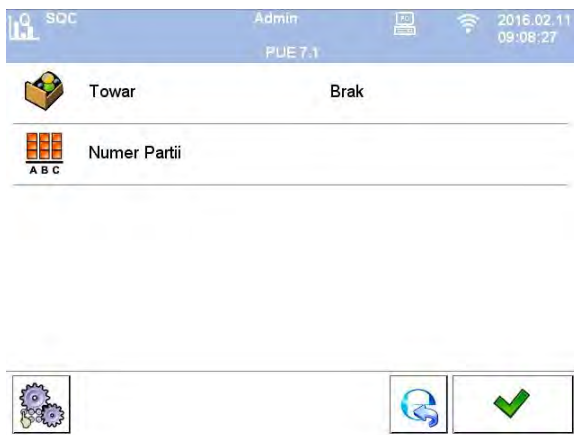 SQC
Admin
2016.02.11
09:08:27
PUE 7.1
Towar Brak
Numer Partii
A B C